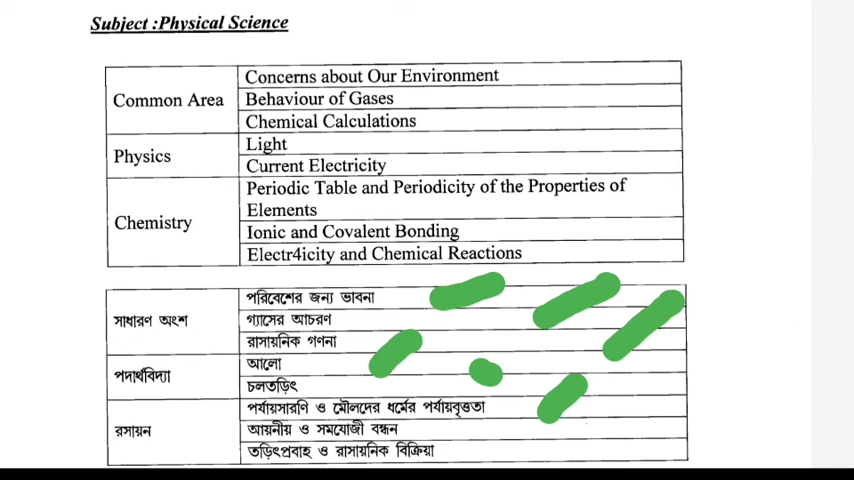 Subject :Physical Science
Common Area
Concerns about Our Environment
Behaviour of Gases
Chemical Calculations
Physics
Light
Current Electricity
Chemistry
Periodic Table and Periodicity of the Properties of
Elements
Ionic and Covalent Bonding
Electr4icity and Chemical Reactions
সাধারণ অংশ
পরিবেশের জন্য ভাবনা
গ্যাসের আচরণ
রাসায়নিক গণনা
পদার্থবিদ্যা
আলো
চলতড়িৎ
রসায়ন
পর্যায়সারণি ও মৌলদের ধর্মের পর্যায়বৃত্ততা
আয়নীয় ও সমযোজী বন্ধন
তড়িৎপ্রবাহ ও রাসায়নিক বিক্রিয়া